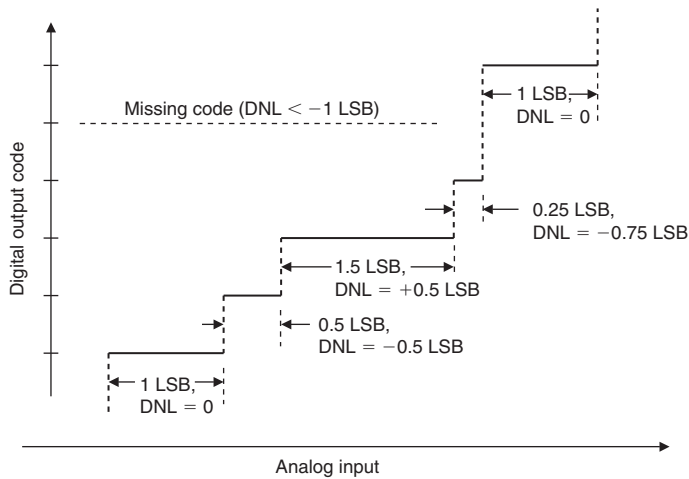 1 LSB,
DNL = 0
Missing code (DNL < −1 LSB)
0.25 LSB,
DNL = −0.75 LSB
1.5 LSB,
DNL = +0.5 LSB
0.5 LSB,
DNL = −0.5 LSB
1 LSB,
DNL = 0
Digital output code
Analog input